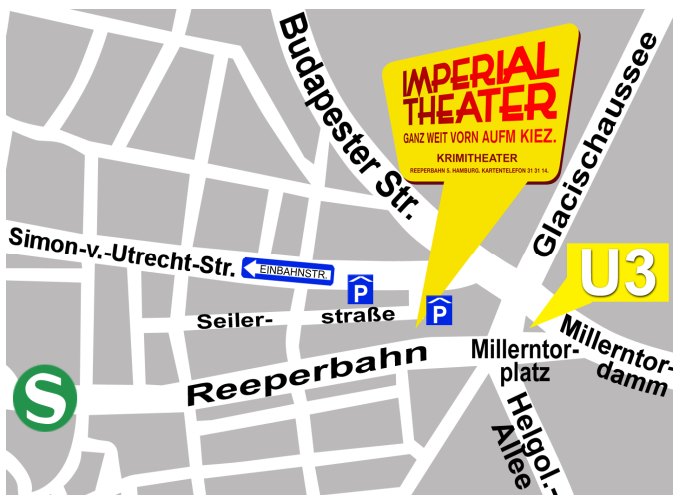 Budapester Str.
IMPERIAL
THEATER
GANZ WEIT VORN AUFM KIEZ.
KRIMITHEATER
REEPERBAHN 5. HAMBURG. KARTENTELEFON 31 31 14.
Glacischaussee
Simon-v.-Utrecht-Str.
EINBAHNSTR.
U3
P
P
Seiler-
straße
Reeperbahn
Millerntor-
platz
Millerntor-
damm
S
Helgol.-
Allee